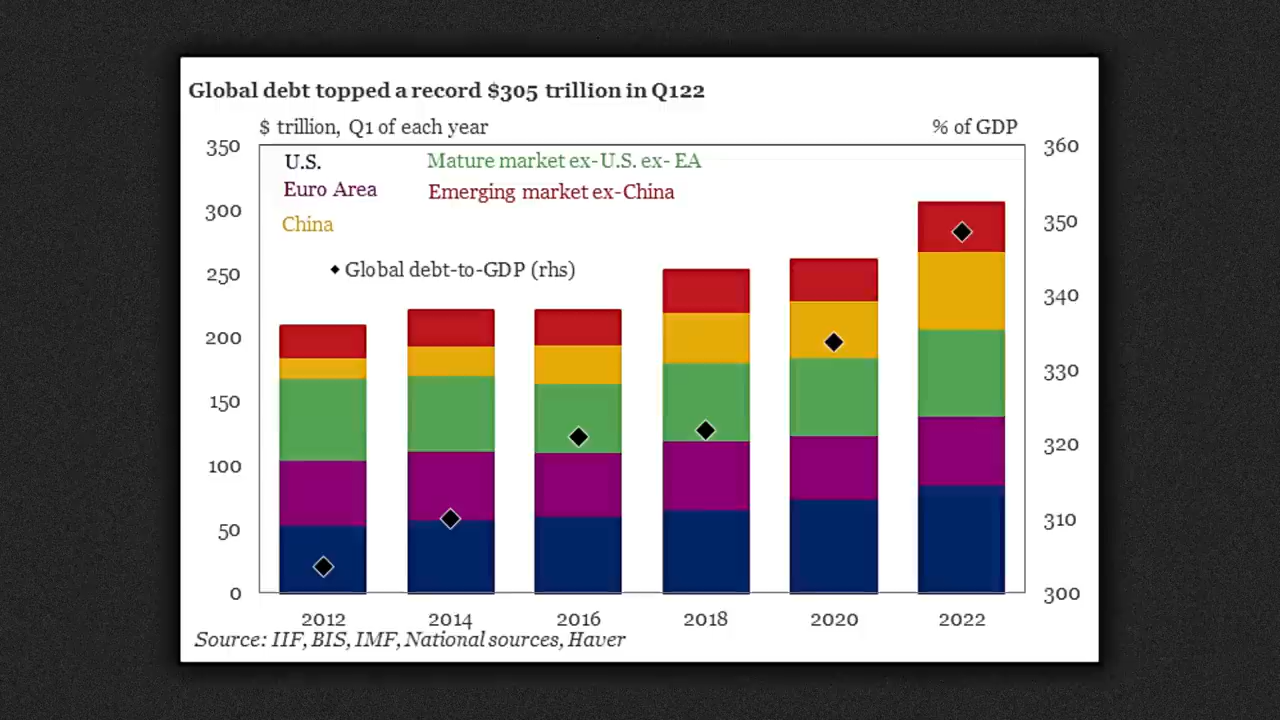 Global debt topped a record $305 trillion in Q122
$ trillion, Q1 of each year
% of GDP
350
300
250
200
150
100
50
0
U.S.
Mature market ex-U.S. ex- EA
Euro Area
Emerging market ex-China
China
Global debt-to-GDP (rhs)
360
350
340
330
320
310
300
2012 2014 2016 2018 2020 2022
Source: IIF, BIS, IMF, National sources, Haver